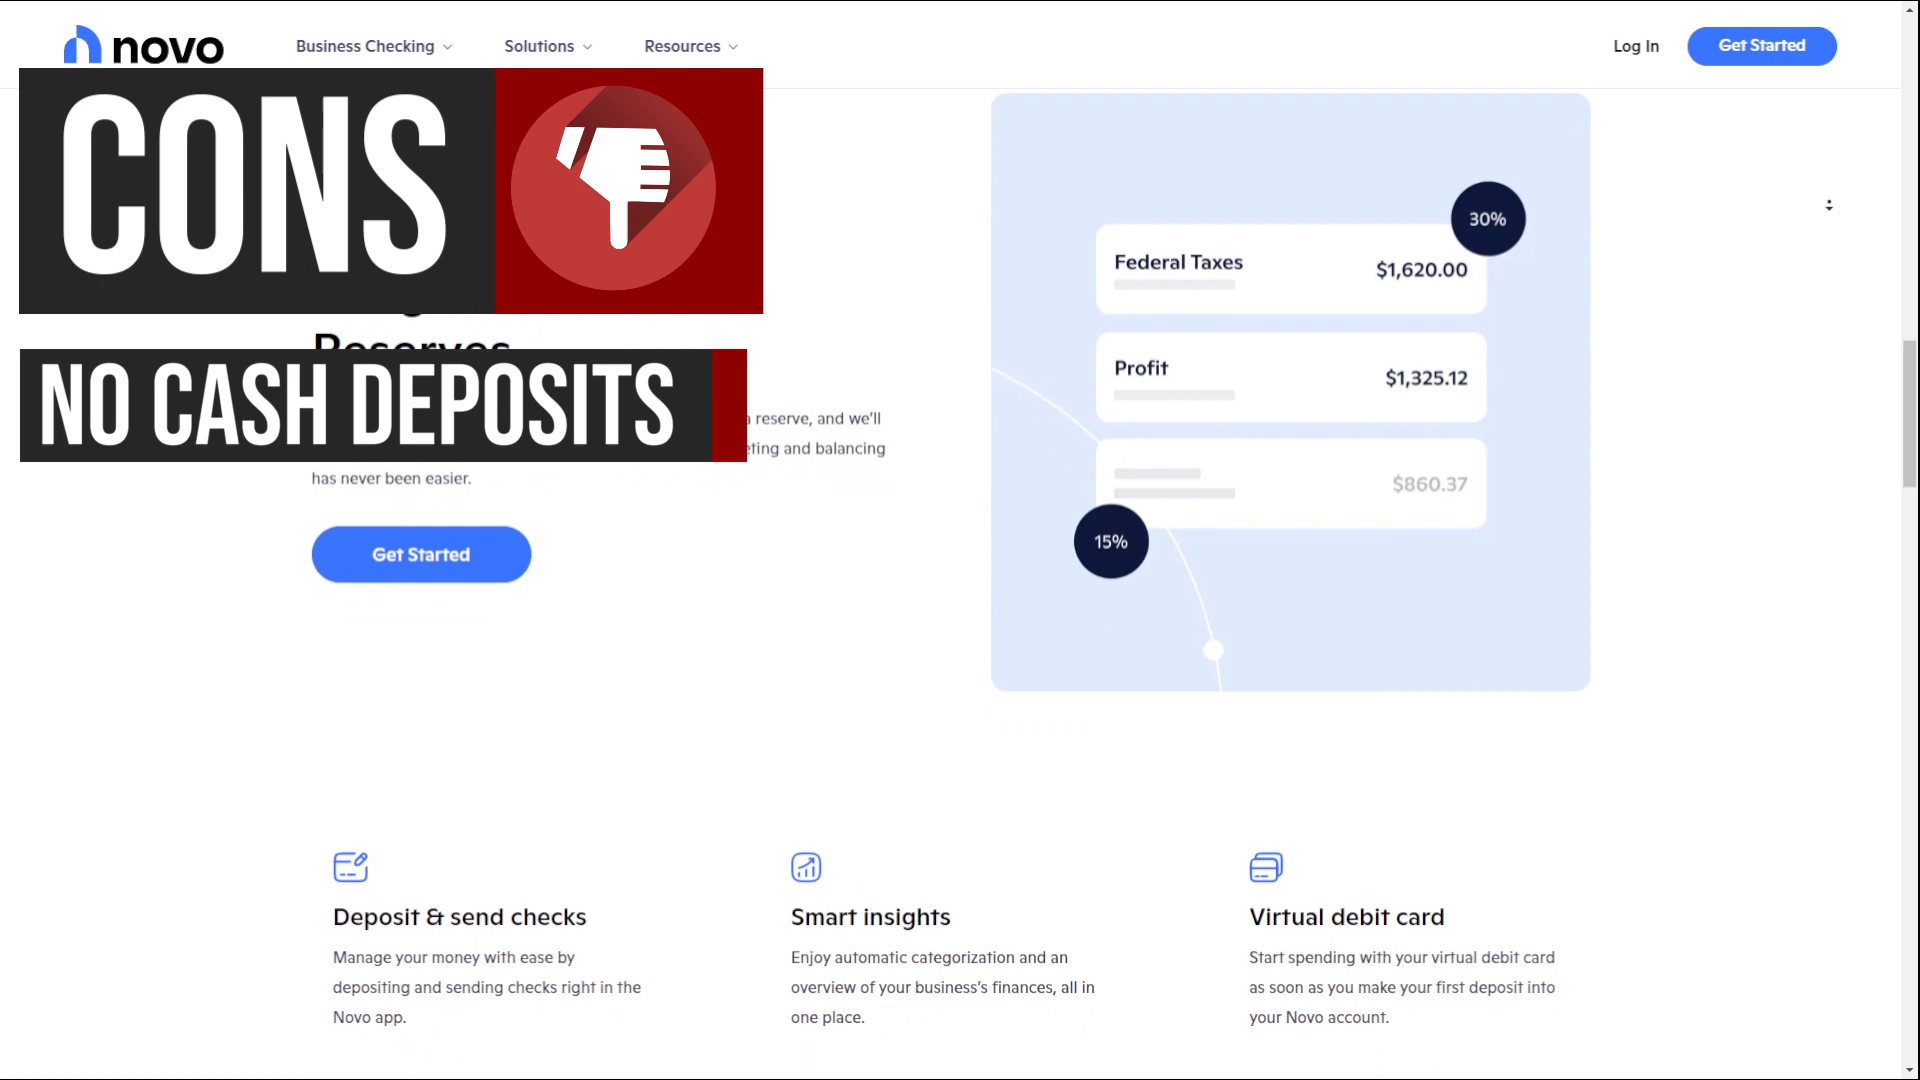 novo
Business Checking
Solutions
Resources
Log In
Get Started
CONS
Reserves
NO CASH DEPOSITS
a reserve, and we'll
and balancing
has never been easier.
Get Started
30%
Federal Taxes
$1,620.00
Profit
$1,325.12
$860.37
15%
Deposit & send checks
Manage your money with ease by
depositing and sending checks right in the
Novo app.
Smart insights
Enjoy automatic categorization and an
overview of your business's finances, all in
one place.
Virtual debit card
Start spending with your virtual debit card
as soon as you make your first deposit into
your Novo account.